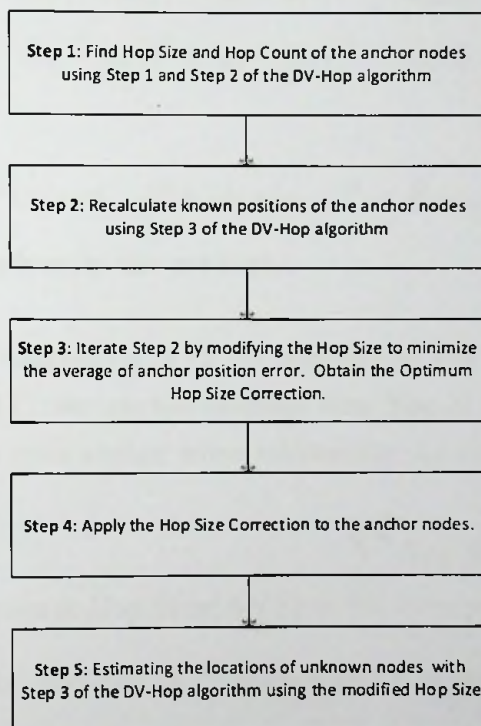 Step 1: Find Hop Size and Hop Count of the anchor nodes
using Step 1 and Step 2 of the DV-Hop algorithm
Step 2: Recalculate known positions of the anchor nodes
using Step 3 of the DV-Hop algorithm
Step 3: Iterate Step 2 by modifying the Hop Size to minimize
the average of anchor position error. Obtain the Optimum
Hop Size Correction.
Step 4: Apply the Hop Size Correction to the anchor nodes.
Step 5: Estimating the locations of unknown nodes with
Step 3 of the DV-Hop algorithm using the modified Hop Size